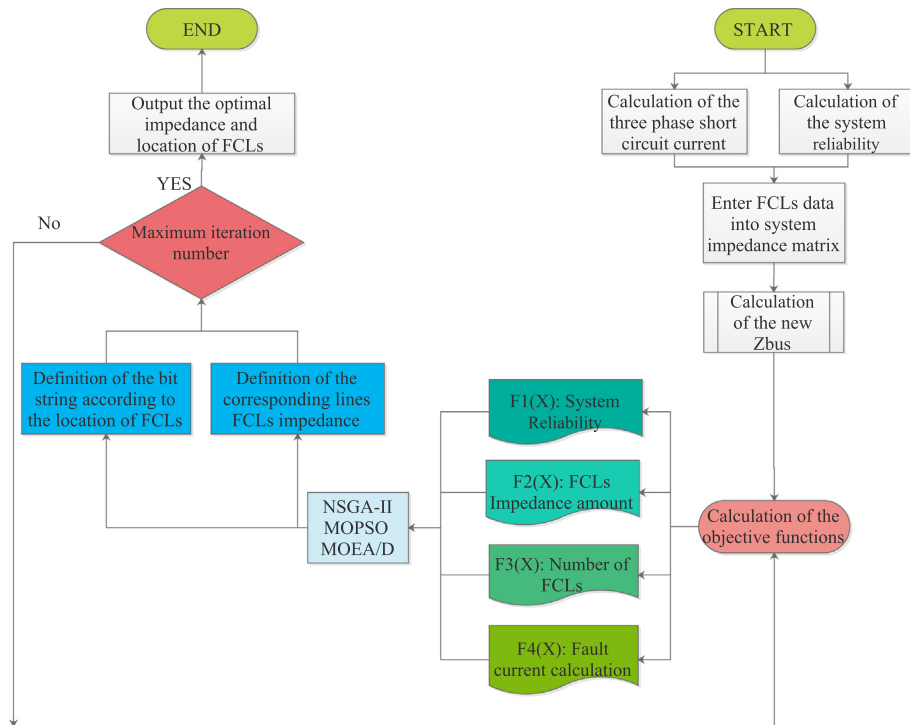 START
Calculation of the
three phase short
circuit current
Calculation of
the system
reliability
Enter FCLs data
into system
impedance matrix
Calculation
of the new
Zbus
Calculation of the
objective functions
F1(X): System
Reliability
F2(X): FCLs
Impedance amount
F3(X): Number of
FCLs
F4(X): Fault
current calculation
NSGA-II
MOPSO
MOEA/D
Definition of the bit
string according to
the location of FCLs
Definition of the
corresponding lines
FCLs impedance
Maximum iteration
number
No
YES
Output the optimal
impedance and
location of FCLs
END